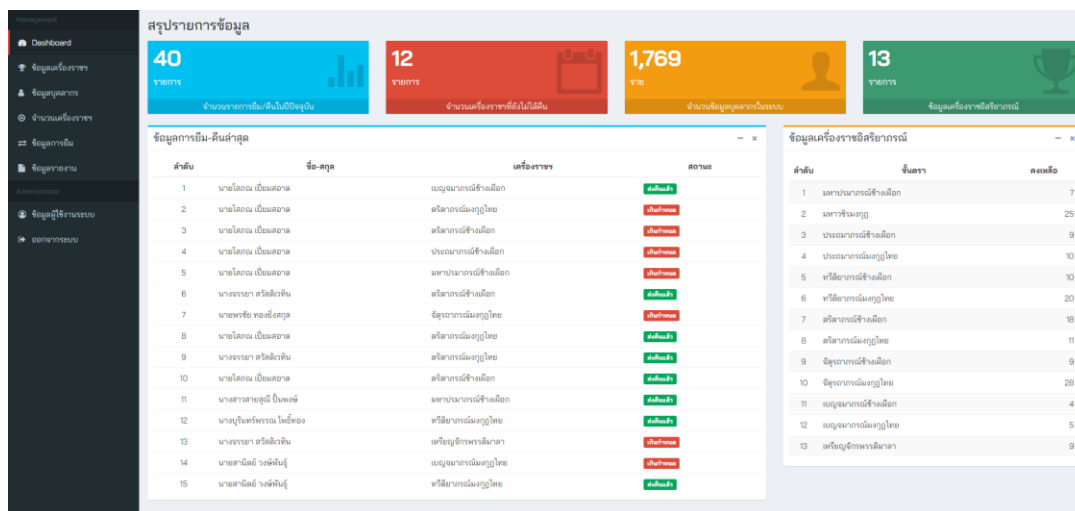 Management
Dashboard
ข้อมูลเครื่องราชฯ
ข้อมูลบุคลากร
จำนวนเครื่องราชฯ
ข้อมูลการยืม
ข้อมูลรายงาน
Administrator
ข้อมูลผู้ใช้งานระบบ
ออกจากระบบ
สรุปรายการข้อมูล
40
รายการ
จำนวนรายการยืม/คืนในปีปัจจุบัน
12
รายการ
จำนวนเครื่องราชฯที่ยังไม่ได้คืน
1,769
ราย
จำนวนข้อมูลบุคลากรในระบบ
13
รายการ
ข้อมูลเครื่องราชอิสริยาภรณ์
ข้อมูลการยืม-คืนล่าสุด
ลำดับ ชื่อ-สกุล เครื่องราชฯ สถานะ
1 นายโสภณ เปี่ยมสอาด เบญจมาภรณ์ช้างเผือก ส่งคืนแล้ว
2 นายโสภณ เปี่ยมสอาด ตริตาภรณ์มงกุฎไทย เกินกำหนด
3 นายโสภณ เปี่ยมสอาด ตริตาภรณ์ช้างเผือก เกินกำหนด
4 นายโสภณ เปี่ยมสอาด ประถมาภรณ์ช้างเผือก เกินกำหนด
5 นายโสภณ เปี่ยมสอาด มหาปรมาภรณ์ช้างเผือก เกินกำหนด
6 นางจรรยา สวัสดิเวทิน ตริตาภรณ์ช้างเผือก ส่งคืนแล้ว
7 นายพรชัย ทองยิ่งสกุล จัตุรถาภรณ์มงกุฎไทย เกินกำหนด
8 นายโสภณ เปี่ยมสอาด ตริตาภรณ์มงกุฎไทย ส่งคืนแล้ว
9 นางจรรยา สวัสดิเวทิน ตริตาภรณ์มงกุฎไทย ส่งคืนแล้ว
10 นายโสภณ เปี่ยมสอาด ตริตาภรณ์ช้างเผือก ส่งคืนแล้ว
11 นางสาวสายสุณี ปิ่นพงษ์ มหาปรมาภรณ์ช้างเผือก ส่งคืนแล้ว
12 นางบุรินทร์พรรณ โพธิ์ทอง ทวีติยาภรณ์มงกุฎไทย ส่งคืนแล้ว
13 นางจรรยา สวัสดิเวทิน เหรียญจักรพรรดิมาลา เกินกำหนด
14 นายสานิตย์ วงษ์พันธุ์ เบญจมาภรณ์มงกุฎไทย เกินกำหนด
15 นายสานิตย์ วงษ์พันธุ์ ทวีติยาภรณ์มงกุฎไทย ส่งคืนแล้ว
ข้อมูลเครื่องราชอิสริยาภรณ์
ลำดับ ชั้นตรา คงเหลือ
1 มหาปรมาภรณ์ช้างเผือก 7
2 มหาวชิรมงกุฎ 25
3 ประถมาภรณ์ช้างเผือก 9
4 ประถมาภรณ์มงกุฎไทย 10
5 ทวีติยาภรณ์ช้างเผือก 10
6 ทวีติยาภรณ์มงกุฎไทย 20
7 ตริตาภรณ์ช้างเผือก 18
8 ตริตาภรณ์มงกุฎไทย 11
9 จัตุรถาภรณ์ช้างเผือก 9
10 จัตุรถาภรณ์มงกุฎไทย 28
11 เบญจมาภรณ์ช้างเผือก 4
12 เบญจมาภรณ์มงกุฎไทย 5
13 เหรียญจักรพรรดิมาลา 9